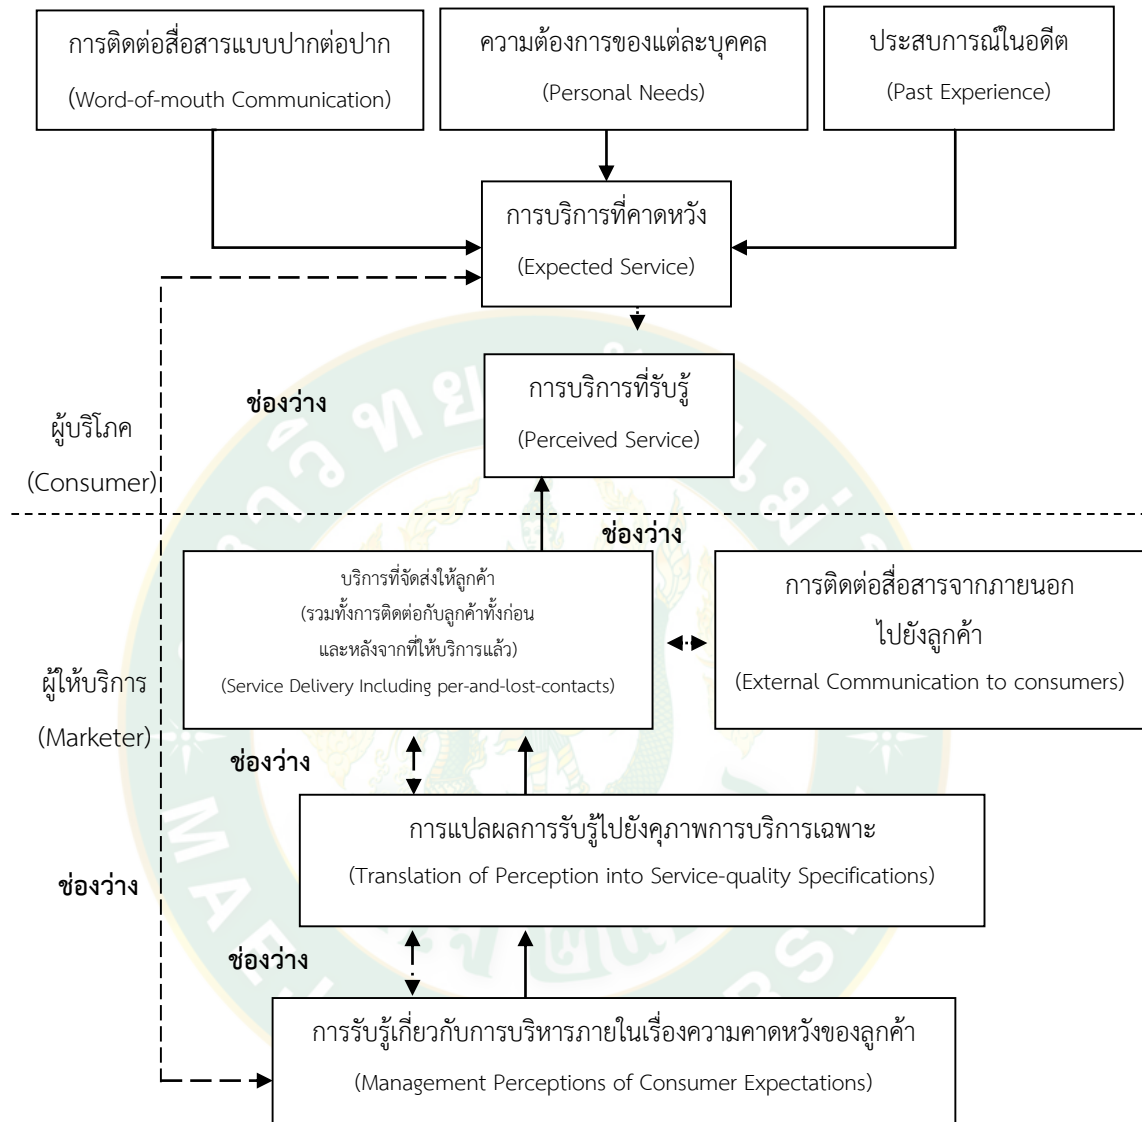 การติดต่อสื่อสารแบบปากต่อปาก
(Word-of-mouth Communication)
ความต้องการของแต่ละบุคคล
(Personal Needs)
ประสบการณ์ในอดีต
(Past Experience)
การบริการที่คาดหวัง
(Expected Service)
การบริการที่รับรู้
(Perceived Service)
ช่องว่าง
ผู้บริโภค
(Consumer)
ช่องว่าง
บริการที่จัดส่งให้ลูกค้า
(รวมทั้งการติดต่อกับลูกค้าทั้งก่อน
และหลังจากที่ให้บริการแล้ว)
(Service Delivery Including per-and-lost-contacts)
การติดต่อสื่อสารจากภายนอก
ไปยังลูกค้า
(External Communication to consumers)
ผู้ให้บริการ
(Marketer)
ช่องว่าง
การแปลผลการรับรู้ไปยังคุภาพการบริการเฉพาะ
(Translation of Perception into Service-quality Specifications)
ช่องว่าง
ช่องว่าง
การรับรู้เกี่ยวกับการบริหารภายในเรื่องความคาดหวังของลูกค้า
(Management Perceptions of Consumer Expectations)